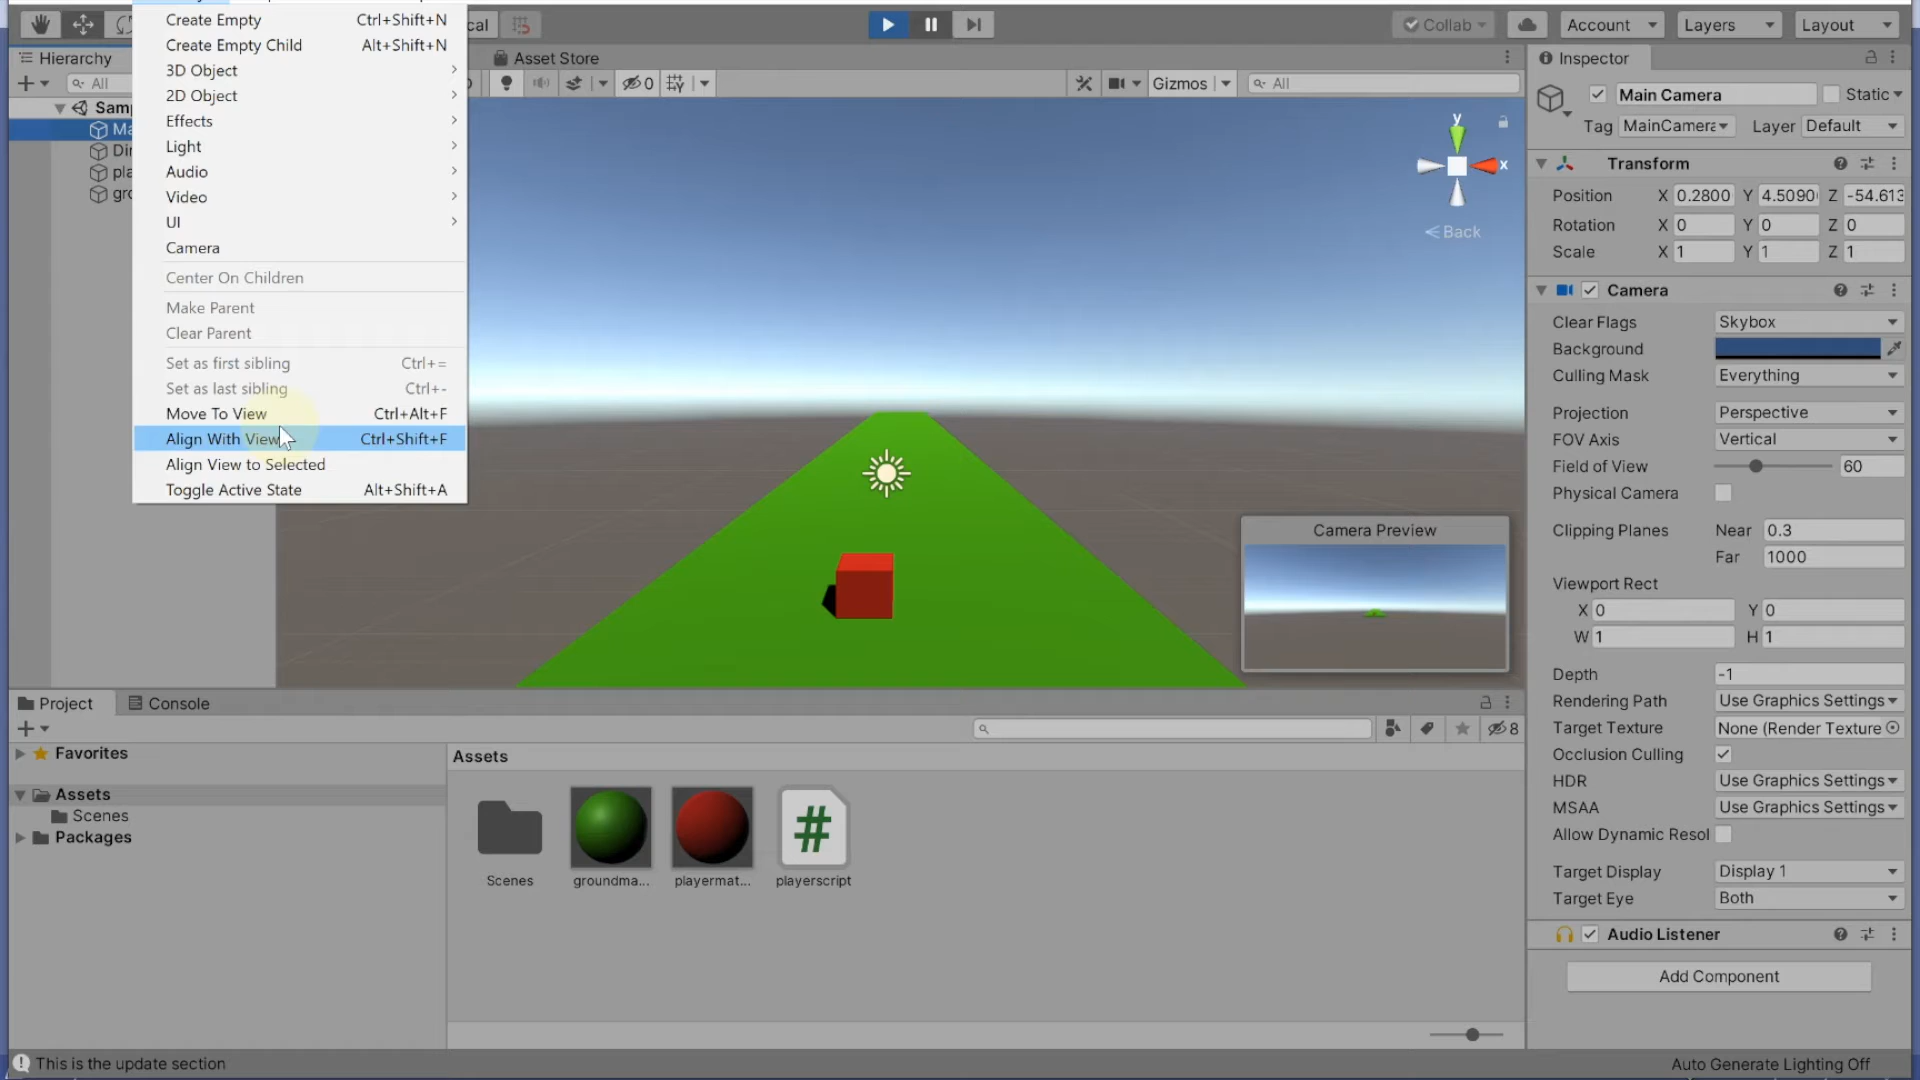 Create Empty Ctrl+Shift+N
Create Empty Child Alt+Shift+N
3D Object
2D Object
Effects
Light
Audio
Video
UI
Camera
Center On Children
Make Parent
Clear Parent
Set as first sibling Ctrl+=
Set as last sibling Ctrl+-
Move To View Ctrl+Alt+F
Align With View Ctrl+Shift+F
Align View to Selected
Toggle Active State Alt+Shift+A
cal
Collab
Account
Layers
Layout
Hierarchy
All
Samp
Ma
Dir
pla
gro
Asset Store
0
Gizmos
All
y
x
Back
Camera Preview
Inspector
Main Camera
Static
Tag MainCamera
Layer Default
Transform
Position X 0.2800 Y 4.5090 Z -54.613
Rotation X 0 Y 0 Z 0
Scale X 1 Y 1 Z 1
Camera
Clear Flags Skybox
Background
Culling Mask Everything
Projection Perspective
FOV Axis Vertical
Field of View 60
Physical Camera
Clipping Planes Near 0.3
Far 1000
Viewport Rect
X 0 Y 0
W 1 H 1
Depth -1
Rendering Path Use Graphics Settings
Target Texture None (Render Texture
Occlusion Culling
HDR Use Graphics Settings
MSAA Use Graphics Settings
Allow Dynamic Resol
Target Display Display 1
Target Eye Both
Audio Listener
Add Component
Project
Console
8
Favorites
Assets
Scenes
Packages
Assets
Scenes
groundma...
playermat...
#
playerscript
This is the update section
Auto Generate Lighting Off